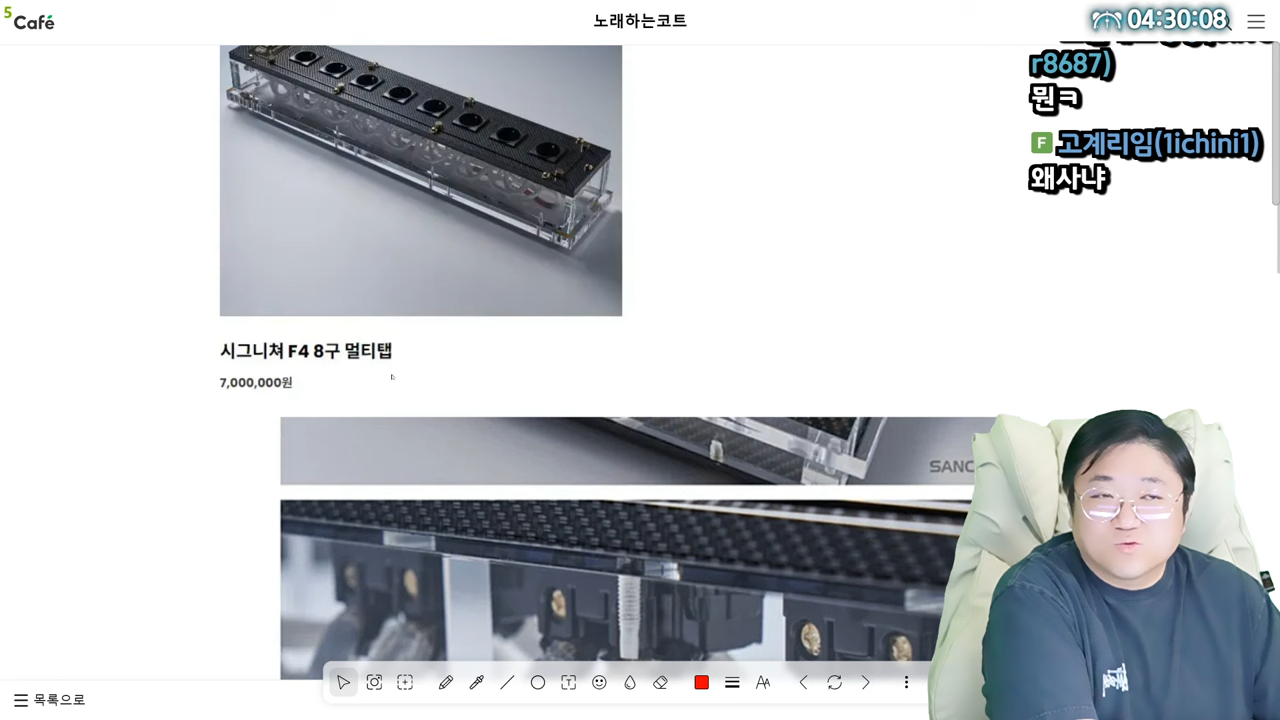 5
Café
노래하는코트
04:30:08
r8687)
뭔ㅋ
F 고계리임(1ichini1)
왜사냐
시그니쳐 F4 8구 멀티탭
7,000,000원
SANC
목록으로